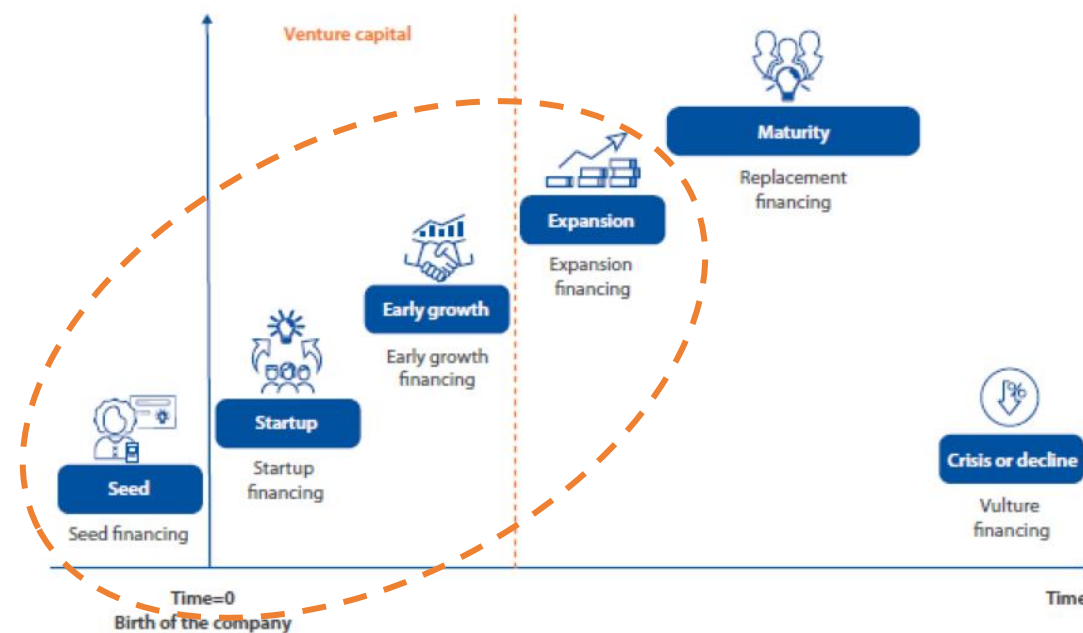 Venture capital
Maturity
Replacement
financing
Expansion
Expansion
financing
Early growth
Early growth
financing
Startup
Startup
financing
Seed
Seed financing
%
Crisis or decline
Vulture
financing
Time=0
Birth of the company
Time